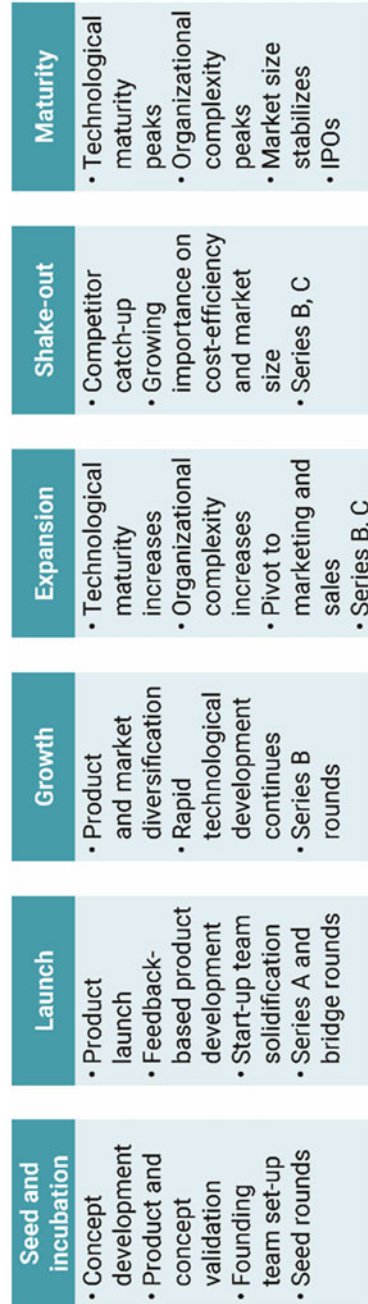 Seed and
incubation
• Concept
development
• Product and
concept
validation
• Founding
team set-up
• Seed rounds
Launch
• Product
launch
• Feedback-
based product
development
• Start-up team
solidification
• Series A and
bridge rounds
Growth
• Product
and market
diversification
• Rapid
technological
development
continues
• Series B
rounds
Expansion
• Technological
maturity
increases
• Organizational
complexity
increases
• Pivot to
marketing and
sales
• Series B, C
Shake-out
• Competitor
catch-up
• Growing
importance on
cost-efficiency
and market
size
• Series B, C
Maturity
• Technological
maturity
peaks
• Organizational
complexity
peaks
• Market size
stabilizes
• IPOs